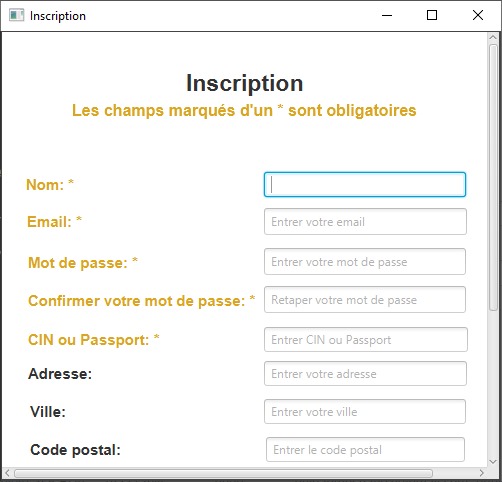 Inscription
Inscription
Les champs marqués d'un * sont obligatoires
Nom: *
Email: * Entrer votre email
Mot de passe: * Entrer votre mot de passe
Confirmer votre mot de passe: * Retaper votre mot de passe
CIN ou Passport: * Entrer CIN ou Passport
Adresse: Entrer votre adresse
Ville: Entrer votre ville
Code postal: Entrer le code postal